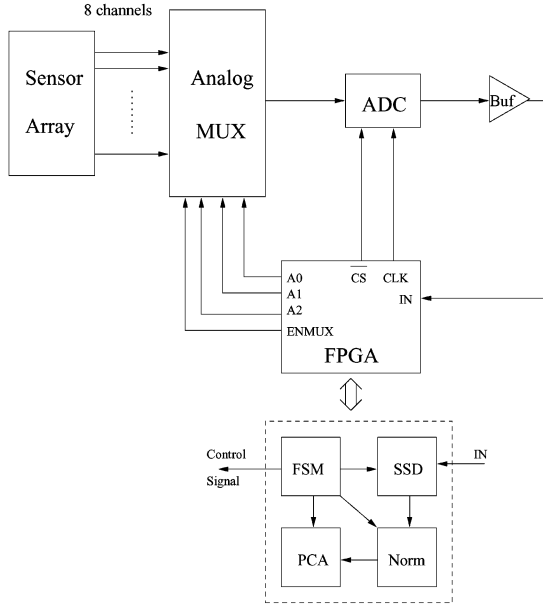 8 channels
Sensor
Array
Analog
MUX
ADC
Buf
A0
A1
A2
ENMUX
CS
CLK
IN
FPGA
Control
Signal
FSM
SSD
IN
PCA
Norm